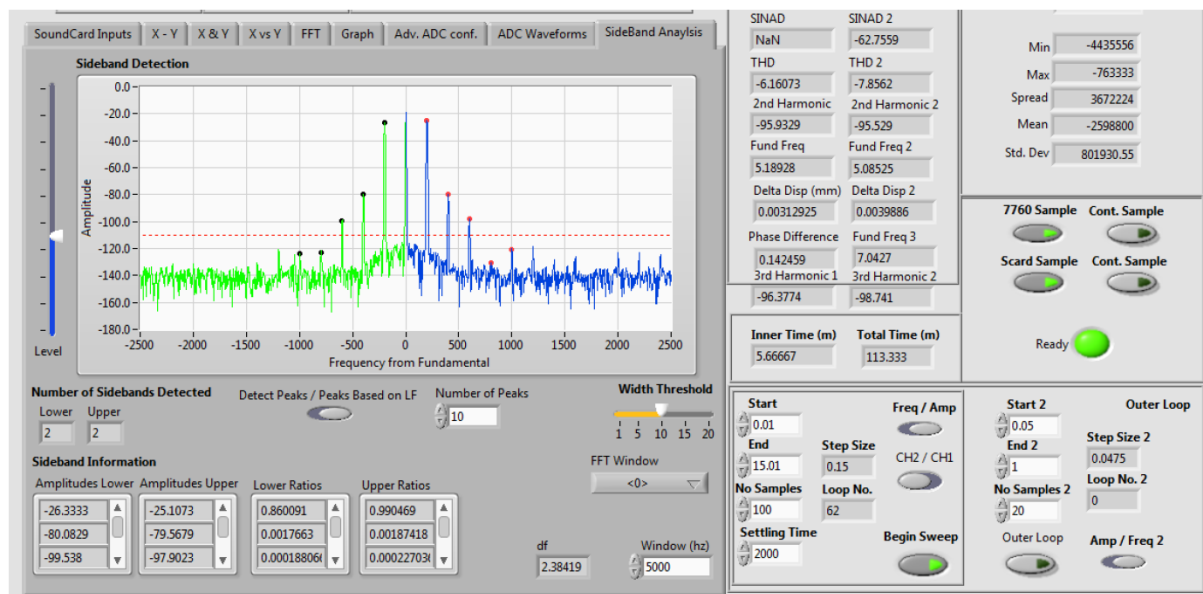 SoundCard Inputs X - Y X & Y X vs Y FFT Graph Adv. ADC conf. ADC Waveforms SideBand Anaylsis
Sideband Detection
Amplitude
0.0
-20.0
-40.0
-60.0
-80.0
-100.0
-120.0
-140.0
-160.0
-180.0
-2500 -2000 -1500 -1000 -500 0 500 1000 1500 2000 2500
Frequency from Fundamental
Level
Number of Sidebands Detected
Lower Upper
2 2
Detect Peaks / Peaks Based on LF
Number of Peaks
10
Width Threshold
1 5 10 15 20
Sideband Information
Amplitudes Lower Amplitudes Upper Lower Ratios Upper Ratios
-26.3333 -25.1073 0.860091 0.990469
-80.0829 -79.5679 0.0017663 0.00187418
-99.538 -97.9023 0.00018806 0.00022703
FFT Window
<0>
df
2.38419
Window (hz)
5000
SINAD SINAD 2
NaN -62.7559
THD THD 2
-6.16073 -7.8562
2nd Harmonic 2nd Harmonic 2
-95.9329 -95.529
Fund Freq Fund Freq 2
5.18928 5.08525
Delta Disp (mm) Delta Disp 2
0.00312925 0.0039886
Phase Difference Fund Freq 3
0.142459 7.0427
3rd Harmonic 1 3rd Harmonic 2
-96.3774 -98.741
Inner Time (m) Total Time (m)
5.66667 113.333
Min -4435556
Max -763333
Spread 3672224
Mean -2598800
Std. Dev 801930.55
7760 Sample Cont. Sample
Scard Sample Cont. Sample
Ready
Start
0.01
End
15.01
No Samples
100
Settling Time
2000
Step Size
0.15
Loop No.
62
Freq / Amp
CH2 / CH1
Begin Sweep
Start 2
0.05
End 2
1
No Samples 2
20
Outer Loop
Outer Loop
Step Size 2
0.0475
Loop No. 2
0
Amp / Freq 2